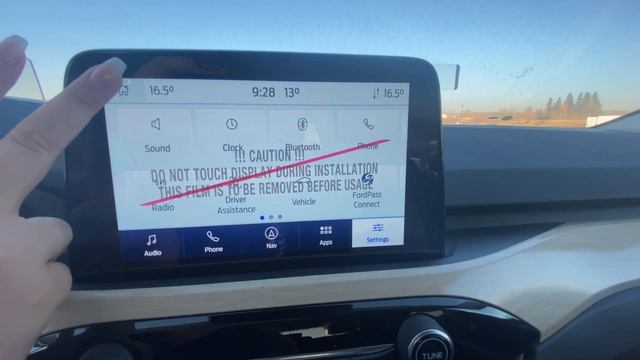 16.5° 9:28 13° 16.5°
Sound Clock Bluetooth Phone
!!! CAUTION !!!
DO NOT TOUCH DISPLAY DURING INSTALLATION
THIS FILM IS TO BE REMOVED BEFORE USAGE
Radio Driver Assistance Vehicle FordPass Connect
Audio Phone Nav Apps Settings
TUNE